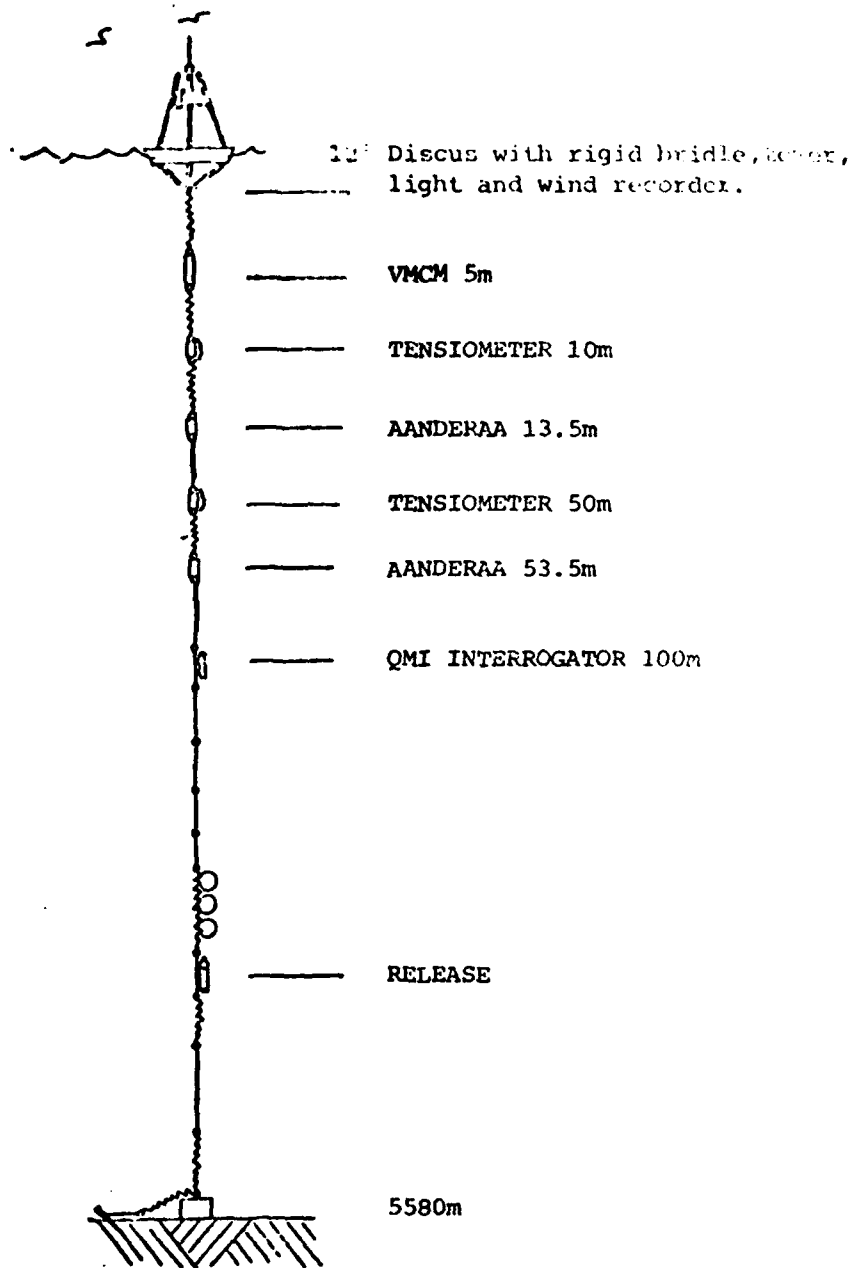 Discus with rigid bridle,
light and wind recorder.
VMCM 5m
TENSIOMETER 10m
AANDERAA 13.5m
TENSIOMETER 50m
AANDERAA 53.5m
QMI INTERROGATOR 100m
RELEASE
5580m